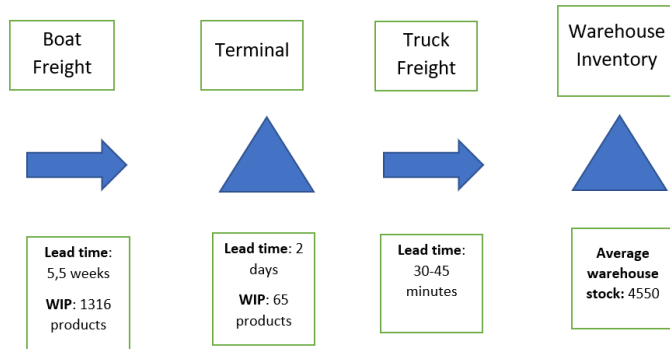 Boat
Freight
Terminal
Truck
Freight
Warehouse
Inventory
Lead time:
5,5 weeks
WIP: 1316
products
Lead time: 2
days
WIP: 65
products
Lead time:
30-45
minutes
Average
warehouse
stock: 4550